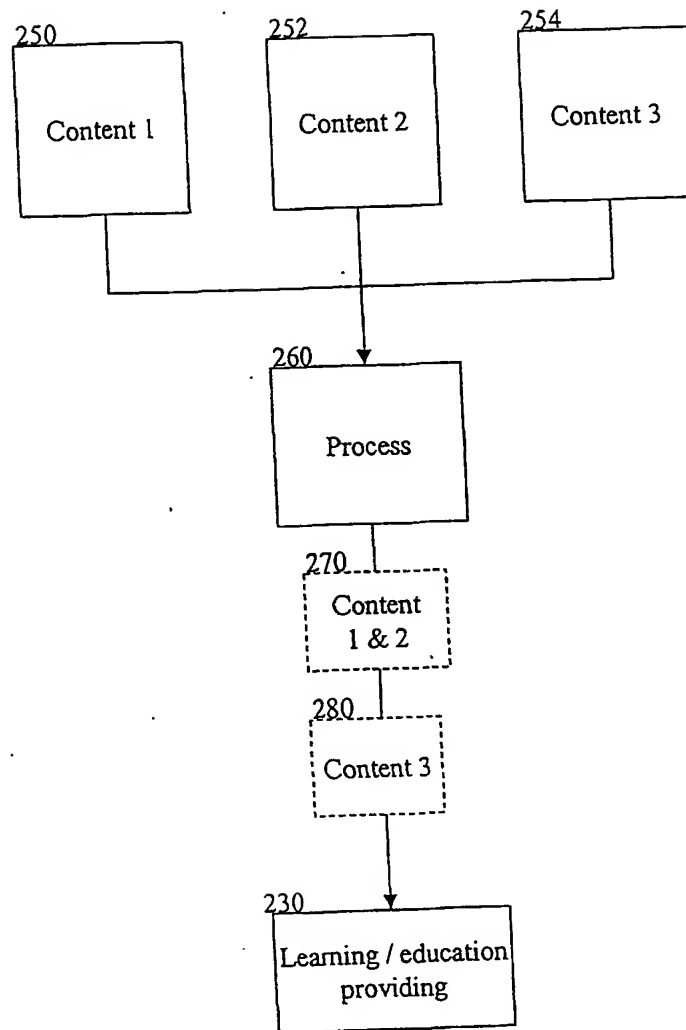 250
Content 1
252
Content 2
254
Content 3
260
Process
270
Content
1 & 2
280
Content 3
230
Learning / education
providing